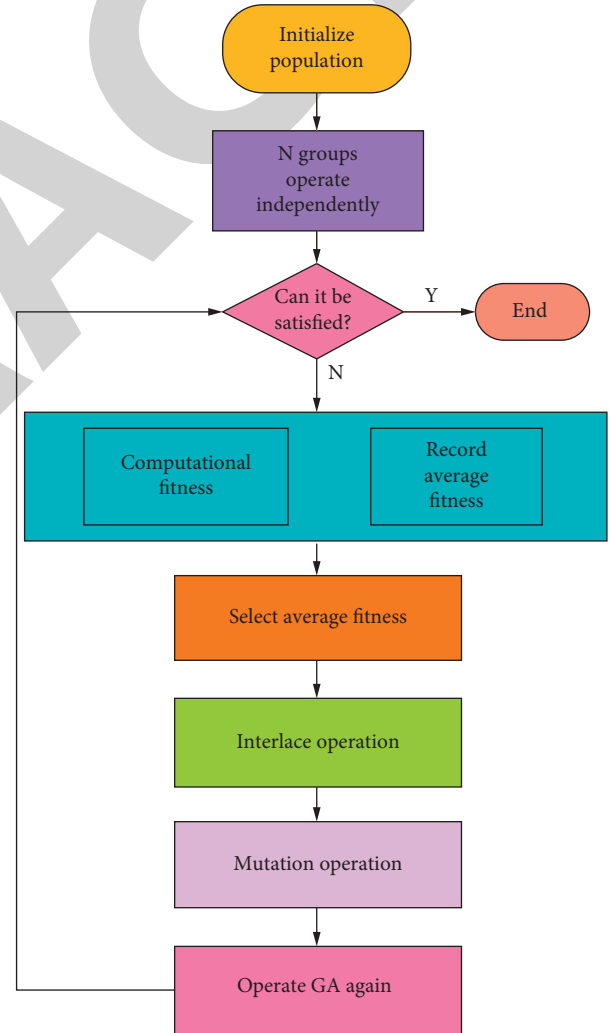 Initialize
population
N groups
operate
independently
Can it be
satisfied?
Y
End
N
Computational
fitness
Record
average
fitness
Select average fitness
Interlace operation
Mutation operation
Operate GA again